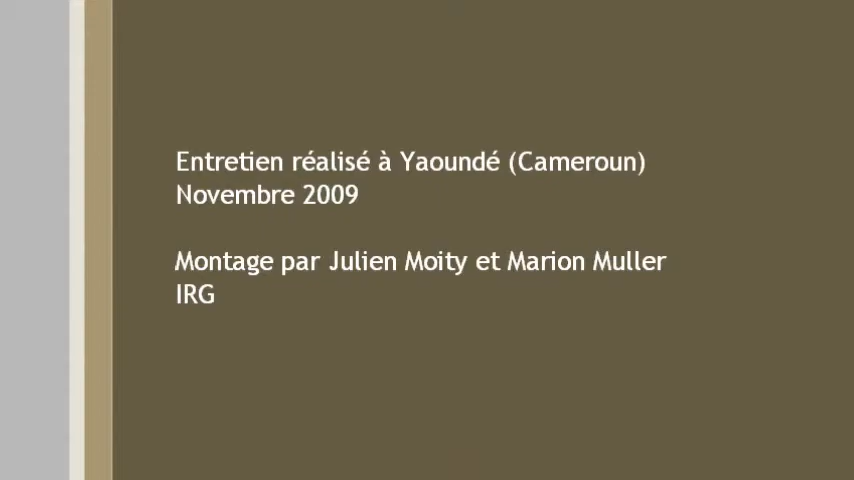 Entretien réalisé à Yaoundé (Cameroun)
Novembre 2009
Montage par Julien Moity et Marion Muller
IRG